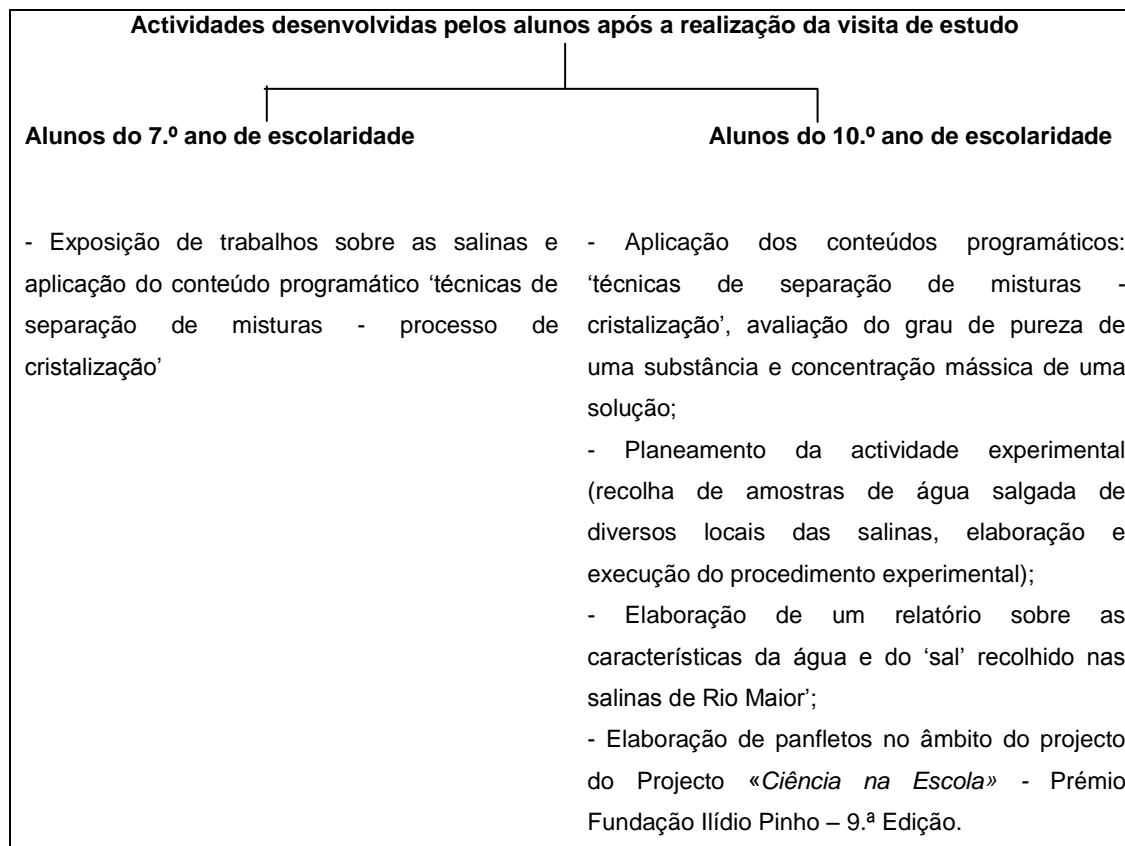 Actividades desenvolvidas pelos alunos após a realização da visita de estudo
Alunos do 7.º ano de escolaridade
- Exposição de trabalhos sobre as salinas e
aplicação do conteúdo programático ‘técnicas de
separação de misturas - processo de
cristalização’
Alunos do 10.º ano de escolaridade
- Aplicação dos conteúdos programáticos:
‘técnicas de separação de misturas -
cristalização’, avaliação do grau de pureza de
uma substância e concentração mássica de uma
solução;
- Planeamento da actividade experimental
(recolha de amostras de água salgada de
diversos locais das salinas, elaboração e
execução do procedimento experimental);
- Elaboração de um relatório sobre as
características da água e do ‘sal’ recolhido nas
salinas de Rio Maior’;
- Elaboração de panfletos no âmbito do projecto
do Projecto «Ciência na Escola» - Prémio
Fundação Ilídio Pinho – 9.ª Edição.